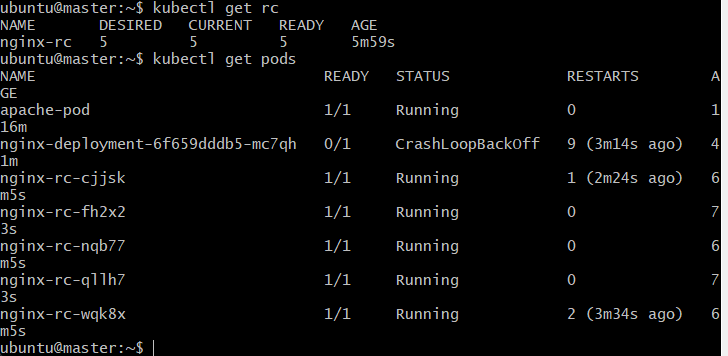 ubuntu@master:~$ kubectl get rc
NAME       DESIRED   CURRENT   READY   AGE
nginx-rc   5         5         5       5m59s
ubuntu@master:~$ kubectl get pods
NAME                                READY   STATUS             RESTARTS        A
GE
apache-pod                          1/1     Running            0               1
16m
nginx-deployment-6f659dddb5-mc7qh   0/1     CrashLoopBackOff   9 (3m14s ago)   4
1m
nginx-rc-cjjsk                      1/1     Running            1 (2m24s ago)   6
m5s
nginx-rc-fh2x2                      1/1     Running            0               7
3s
nginx-rc-nqb77                      1/1     Running            0               6
m5s
nginx-rc-qllh7                      1/1     Running            0               7
3s
nginx-rc-wqk8x                      1/1     Running            2 (3m34s ago)   6
m5s
ubuntu@master:~$